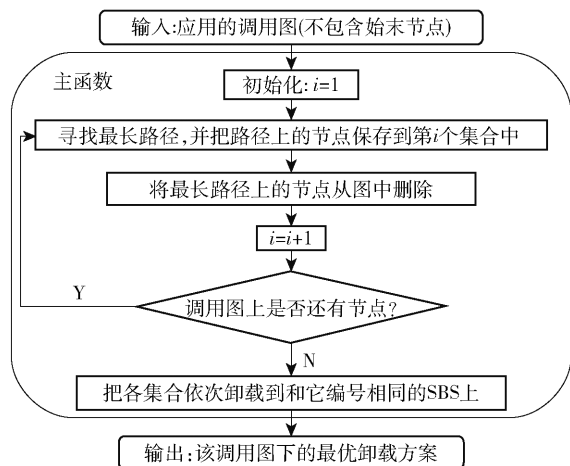 输入:应用的调用图(不包含始末节点)
主函数
初始化: i=1
寻找最长路径,并把路径上的节点保存到第i个集合中
将最长路径上的节点从图中删除
i=i+1
调用图上是否还有节点?
Y
N
把各集合依次卸载到和它编号相同的SBS上
输出:该调用图下的最优卸载方案